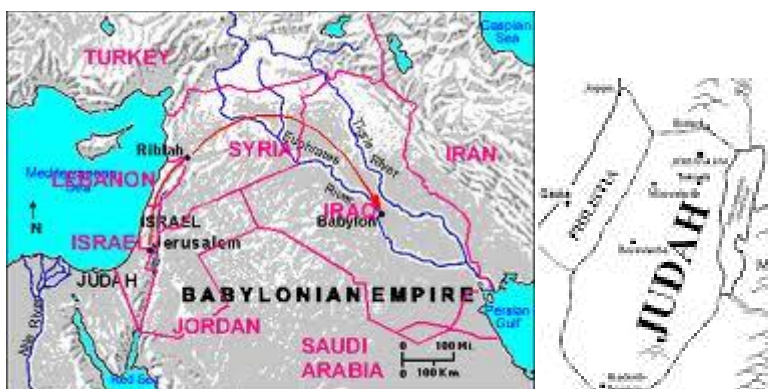 Caspian
Sea
TURKEY
Riblah
SYRIA
Euphrates
River
Tigris River
IRAN
Mediterranean
Sea
LEBANON
IRAQ
Babylon
N
ISRAEL
ISRAEL
Jerusalem
JUDAH
BABYLONIAN EMPIRE
Nile River
JORDAN
Persian
Gulf
SAUDI
ARABIA
0 100 Mi.
0 100 Km
Red Sea
PHILISTIA
JUDAH